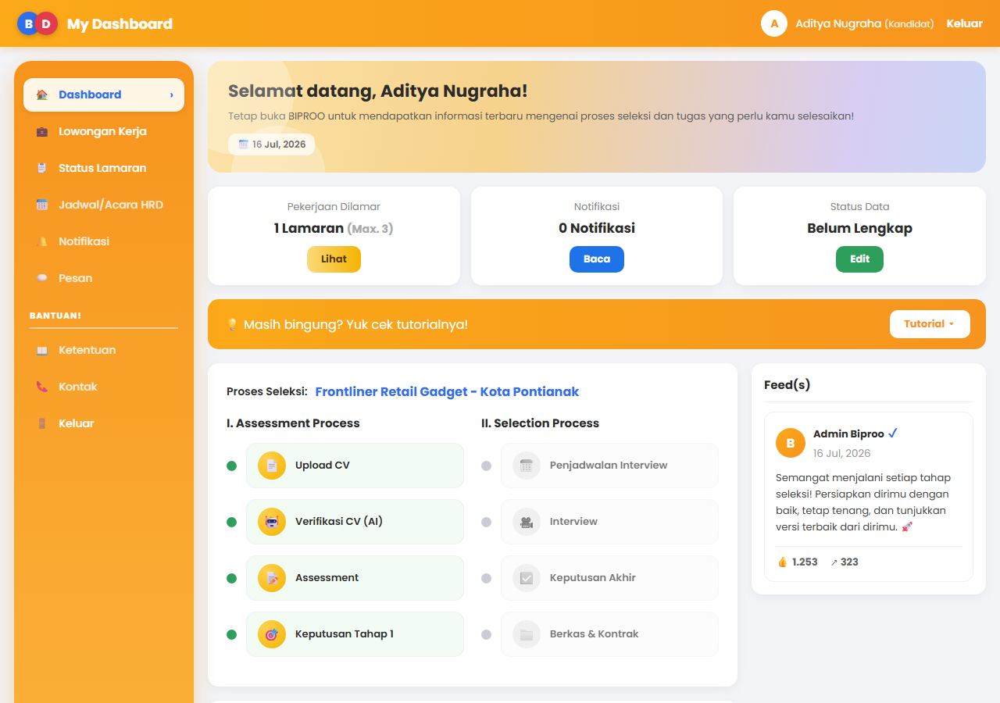 B D My Dashboard
A Aditya Nugraha (Kandidat) Keluar
Dashboard ›
Lowongan Kerja
Status Lamaran
Jadwal/Acara HRD
Notifikasi
Pesan
BANTUAN!
Ketentuan
Kontak
Keluar
Selamat datang, Aditya Nugraha!
Tetap buka BIPROO untuk mendapatkan informasi terbaru mengenai proses seleksi dan tugas yang perlu kamu selesaikan!
16 Jul, 2026
Pekerjaan Dilamar
1 Lamaran (Max. 3)
Lihat
Notifikasi
0 Notifikasi
Baca
Status Data
Belum Lengkap
Edit
💡 Masih bingung? Yuk cek tutorialnya!
Tutorial
Proses Seleksi: Frontliner Retail Gadget - Kota Pontianak
I. Assessment Process
Upload CV
Verifikasi CV (AI)
Assessment
Keputusan Tahap 1
II. Selection Process
Penjadwalan Interview
Interview
Keputusan Akhir
Berkas & Kontrak
Feed(s)
B
Admin Biproo ✓
16 Jul, 2026
Semangat menjalani setiap tahap
seleksi! Persiapkan dirimu dengan
baik, tetap tenang, dan tunjukkan
versi terbaik dari dirimu. 🚀
👍 1.253 ↗ 323